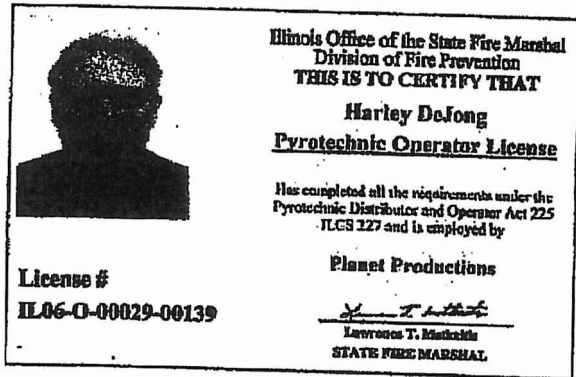 Illinois Office of the State Fire Marshal
Division of Fire Prevention
THIS IS TO CERTIFY THAT
Harley DeJong
Pyrotechnic Operator License
Has completed all the requirements under the
Pyrotechnic Distributor and Operator Act 225
ILCS 227 and is employed by
Planet Productions
License #
IL06-O-00029-00139
Lawrence T.
STATE FIRE MARSHAL